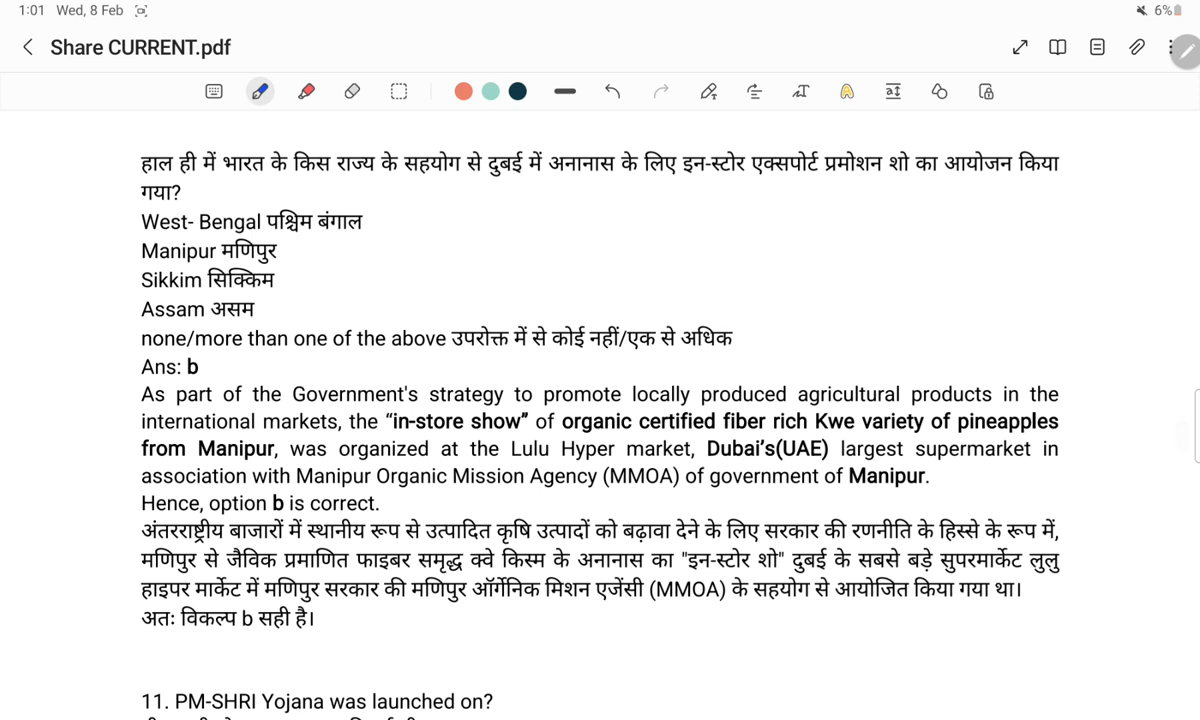 1:01 Wed, 8 Feb
6%
Share CURRENT.pdf
हाल ही में भारत के किस राज्य के सहयोग से दुबई में अनानास के लिए इन-स्टोर एक्सपोर्ट प्रमोशन शो का आयोजन किया
गया?
West- Bengal पश्चिम बंगाल
Manipur मणिपुर
Sikkim सिक्किम
Assam असम
none/more than one of the above उपरोक्त में से कोई नहीं/एक से अधिक
Ans: b
As part of the Government's strategy to promote locally produced agricultural products in the
international markets, the “in-store show” of organic certified fiber rich Kwe variety of pineapples
from Manipur, was organized at the Lulu Hyper market, Dubai’s(UAE) largest supermarket in
association with Manipur Organic Mission Agency (MMOA) of government of Manipur.
Hence, option b is correct.
अंतरराष्ट्रीय बाजारों में स्थानीय रूप से उत्पादित कृषि उत्पादों को बढ़ावा देने के लिए सरकार की रणनीति के हिस्से के रूप में,
मणिपुर से जैविक प्रमाणित फाइबर समृद्ध क्वे किस्म के अनानास का "इन-स्टोर शो" दुबई के सबसे बड़े सुपरमार्केट लुलु
हाइपर मार्केट में मणिपुर सरकार की मणिपुर ऑर्गेनिक मिशन एजेंसी (MMOA) के सहयोग से आयोजित किया गया था।
अतः विकल्प b सही है।
11. PM-SHRI Yojana was launched on?